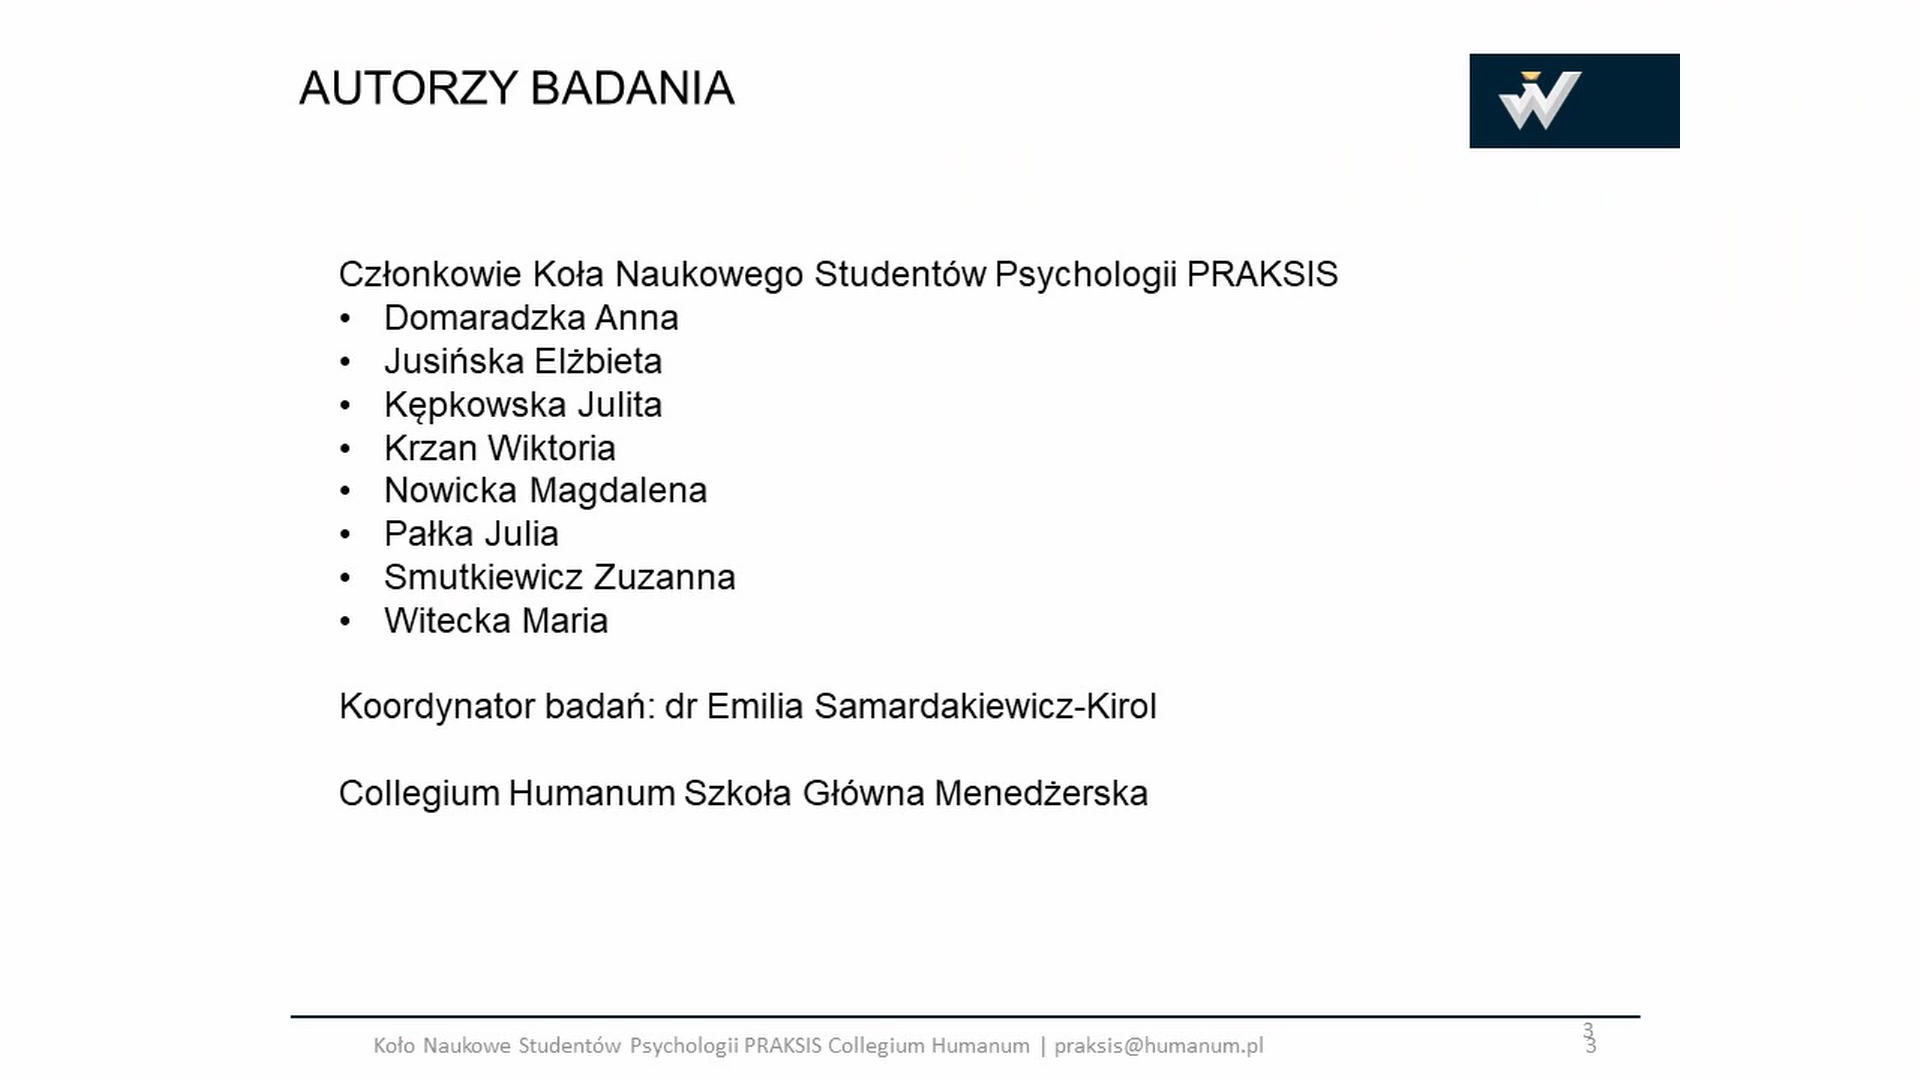 AUTORZY BADANIA
Członkowie Koła Naukowego Studentów Psychologii PRAKSIS
• Domaradzka Anna
• Jusińska Elżbieta
• Kępkowska Julita
• Krzan Wiktoria
• Nowicka Magdalena
• Pałka Julia
• Smutkiewicz Zuzanna
• Witecka Maria
Koordynator badań: dr Emilia Samardakiewicz-Kirol
Collegium Humanum Szkoła Główna Menedżerska
3
Koło Naukowe Studentów Psychologii PRAKSIS Collegium Humanum | praksis@humanum.pl 3